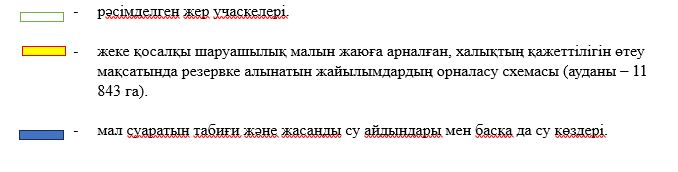 - рәсімделген жер учаскелері.
- жеке қосалқы шаруашылық малын жаюға арналған, халықтың қажеттілігін өтеу
мақсатында резервке алынатын жайылымдардың орналасу схемасы (ауданы – 11
843 га).
- мал суаратын табиғи және жасанды су айдындары мен басқа да су көздері.